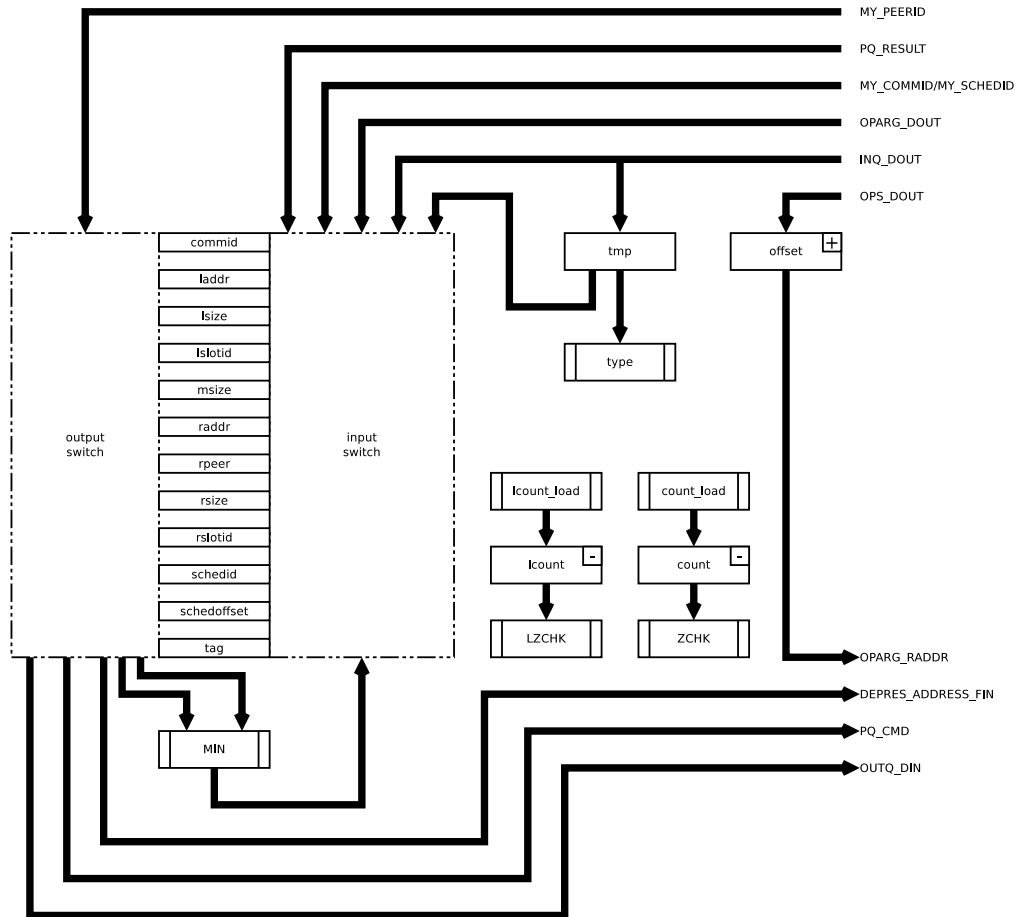 MY_PEERID
PQ_RESULT
MY_COMMID/MY_SCHEDID
OPARG_DOUT
INQ_DOUT
OPS_DOUT
commid
tmp
offset
+
laddr
lsize
lslotid
type
msize
raddr
output
switch
input
switch
rpeer
rsize
lcount_load
count_load
rslotid
lcount
-
count
-
schedid
schedoffset
LZCHK
ZCHK
tag
OPARG_RADDR
DEPRES_ADDRESS_FIN
PQ_CMD
MIN
OUTQ_DIN